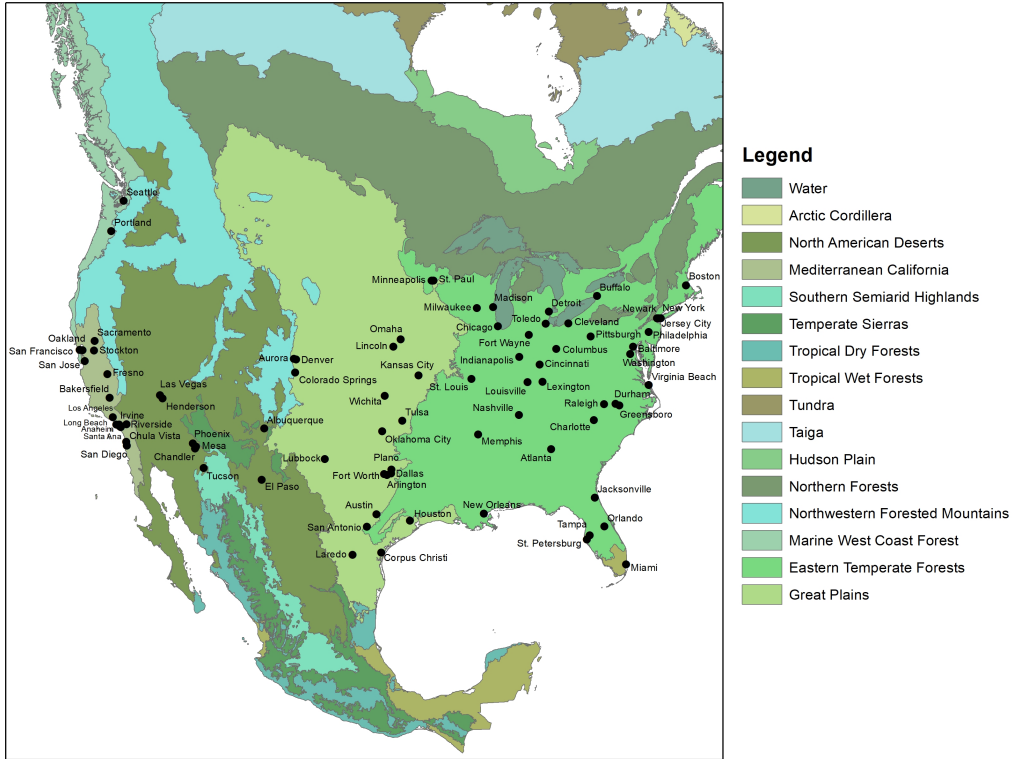 Seattle
Portland
Minneapolis St. Paul
Boston
Buffalo
Milwaukee Madison
Detroit
Newark New York
Toledo Cleveland Jersey City
Chicago
Omaha
Sacramento
Fort Wayne Pittsburgh Philadelphia
Oakland
Lincoln
Baltimore
San Francisco Stockton
Columbus
Aurora Denver
Indianapolis
Washington
San Jose
Kansas City
Cincinnati
Fresno
Colorado Springs
Virginia Beach
Las Vegas
St. Louis
Lexington
Bakersfield
Louisville
Durham
Henderson
Wichita
Raleigh
Los Angeles
Nashville
Greensboro
Irvine
Tulsa
Long Beach Riverside
Albuquerque
Charlotte
Anaheim
Santa Ana Chula Vista
Phoenix
Oklahoma City
Memphis
Mesa
San Diego
Chandler
Lubbock
Plano
Atlanta
Tucson
Fort Worth Dallas
El Paso
Arlington
Jacksonville
Austin
New Orleans
Houston
Orlando
San Antonio
Tampa
St. Petersburg
Laredo
Corpus Christi
Miami
Legend
Water
Arctic Cordillera
North American Deserts
Mediterranean California
Southern Semiarid Highlands
Temperate Sierras
Tropical Dry Forests
Tropical Wet Forests
Tundra
Taiga
Hudson Plain
Northern Forests
Northwestern Forested Mountains
Marine West Coast Forest
Eastern Temperate Forests
Great Plains